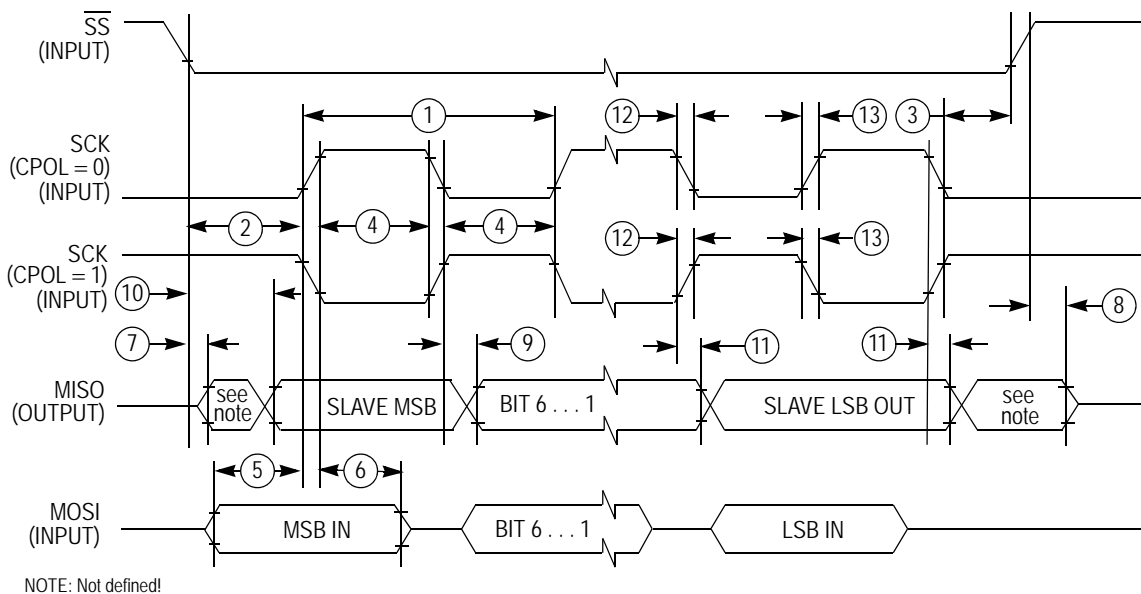 SS
(INPUT)
1
12
13
3
SCK
(CPOL = 0)
(INPUT)
2
4
4
SCK
(CPOL = 1)
(INPUT)
12
13
10
8
7
9
11
11
MISO
(OUTPUT)
see
note
SLAVE MSB
BIT 6 . . . 1
SLAVE LSB OUT
see
note
5
6
MOSI
(INPUT)
MSB IN
BIT 6 . . . 1
LSB IN
NOTE: Not defined!